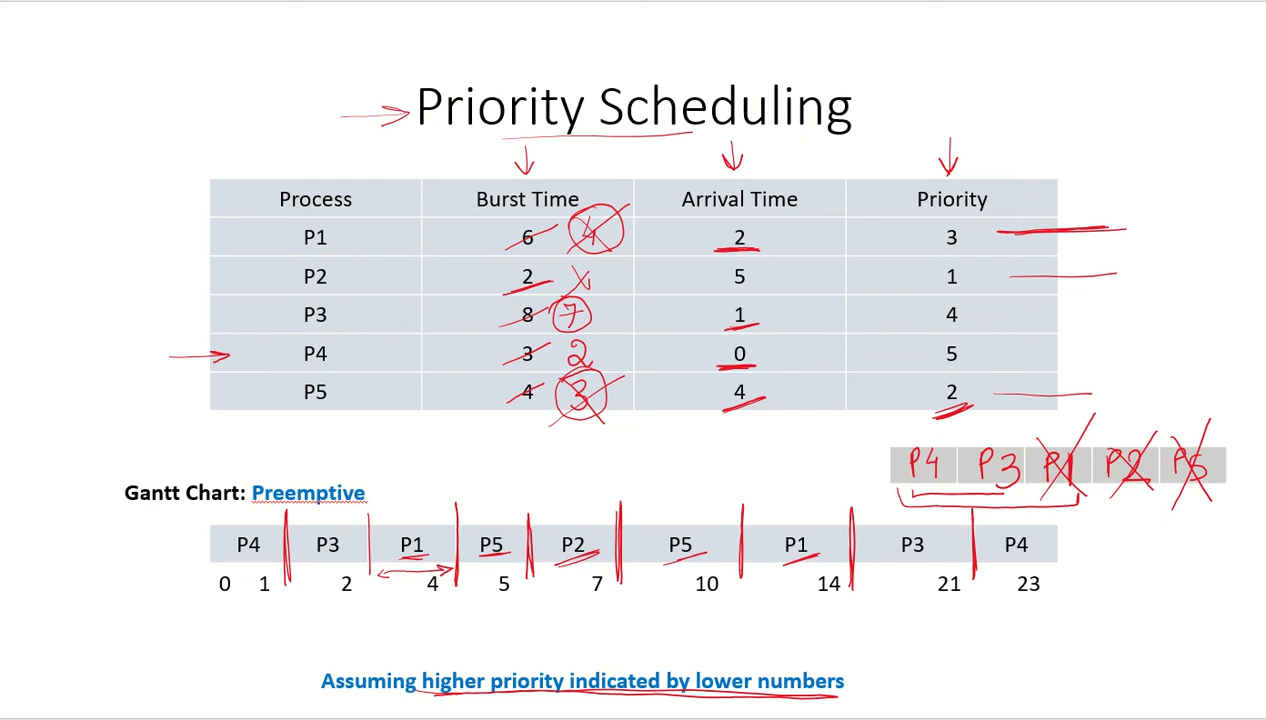 Priority Scheduling
Process Burst Time Arrival Time Priority
P1 6 4 2 3
P2 2 5 1
P3 8 7 1 4
P4 3 2 0 5
P5 4 3 4 2
P4 P3 P1 P2 P5
Gantt Chart: Preemptive
P4 P3 P1 P5 P2 P5 P1 P3 P4
0 1 2 4 5 7 10 14 21 23
Assuming higher priority indicated by lower numbers